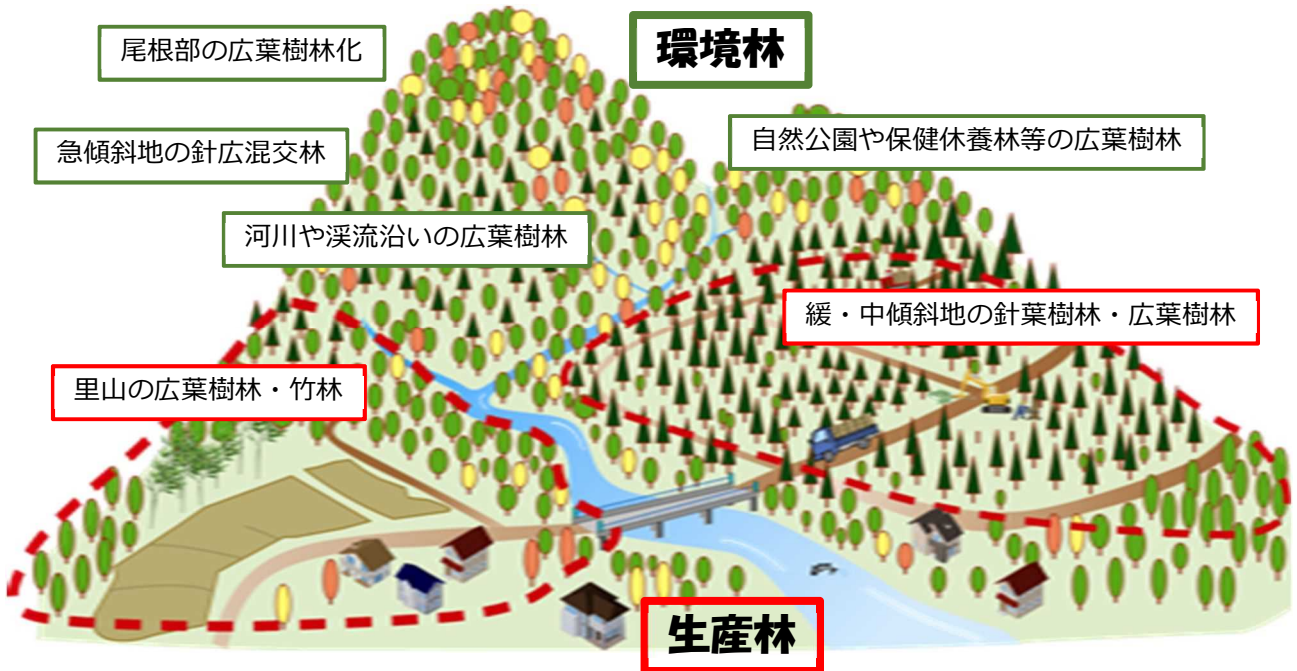 環境林
尾根部の広葉樹林化
急傾斜地の針広混交林
自然公園や保健休養林等の広葉樹林
河川や渓流沿いの広葉樹林
緩・中傾斜地の針葉樹林・広葉樹林
里山の広葉樹林・竹林
生産林